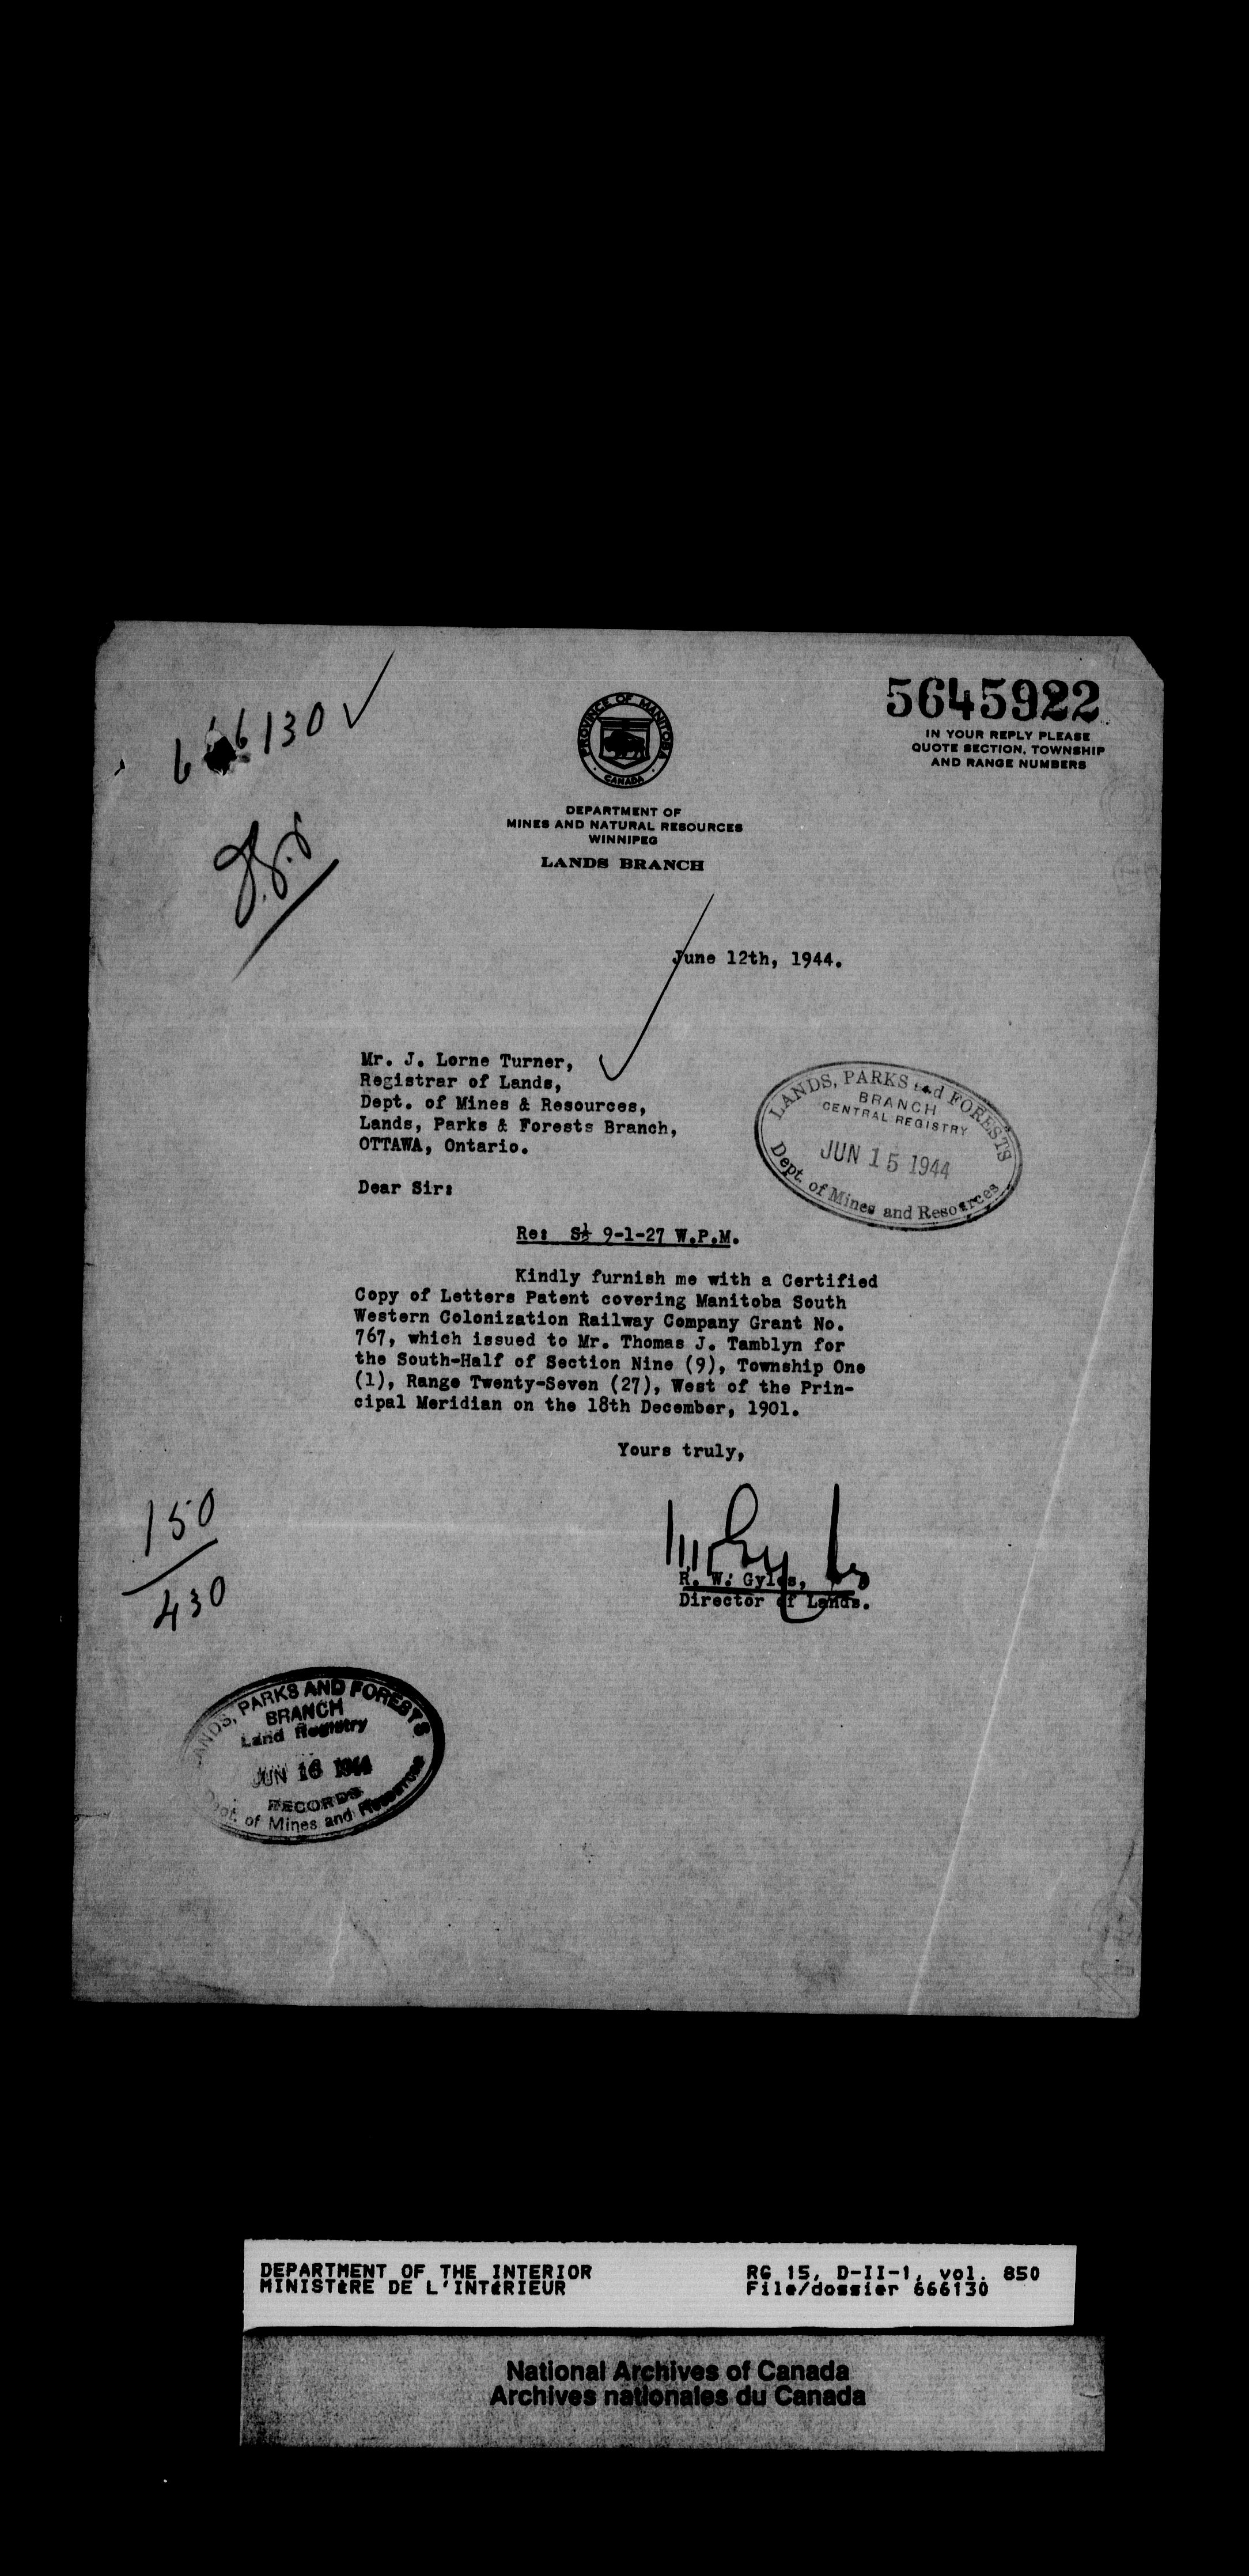 666130
5645922
IN YOUR REPLY PLEASE
QUOTE SECTION, TOWNSHIP
AND RANGE NUMBERS
PROVINCE OF MANITOBA
CANADA
DEPARTMENT OF
MINES AND NATURAL RESOURCES
WINNIPEG
LANDS BRANCH
June 12th, 1944.
Mr. J. Lorne Turner,
Registrar of Lands,
Dept. of Mines & Resources,
Lands, Parks & Forests Branch,
OTTAWA, Ontario.
LANDS, PARKS and FORESTS
BRANCH
CENTRAL REGISTRY
JUN 15 1944
Dept. of Mines and Resources
Dear Sir:
Re: S½ 9-1-27 W.P.M.
Kindly furnish me with a Certified
Copy of Letters Patent covering Manitoba South
Western Colonization Railway Company Grant No.
767, which issued to Mr. Thomas J. Tamblyn for
the South-Half of Section Nine (9), Township One
(1), Range Twenty-Seven (27), West of the Prin-
cipal Meridian on the 18th December, 1901.
Yours truly,
R. W. Gyles,
Director of Lands.
150
430
LANDS, PARKS AND FORESTS
BRANCH
Land Registry
JUN 16 1944
RECORDS
Dept. of Mines and Resources
DEPARTMENT OF THE INTERIOR
MINISTÈRE DE L'INTÉRIEUR
RG 15, D-II-1, vol. 850
File/dossier 666130
National Archives of Canada
Archives nationales du Canada